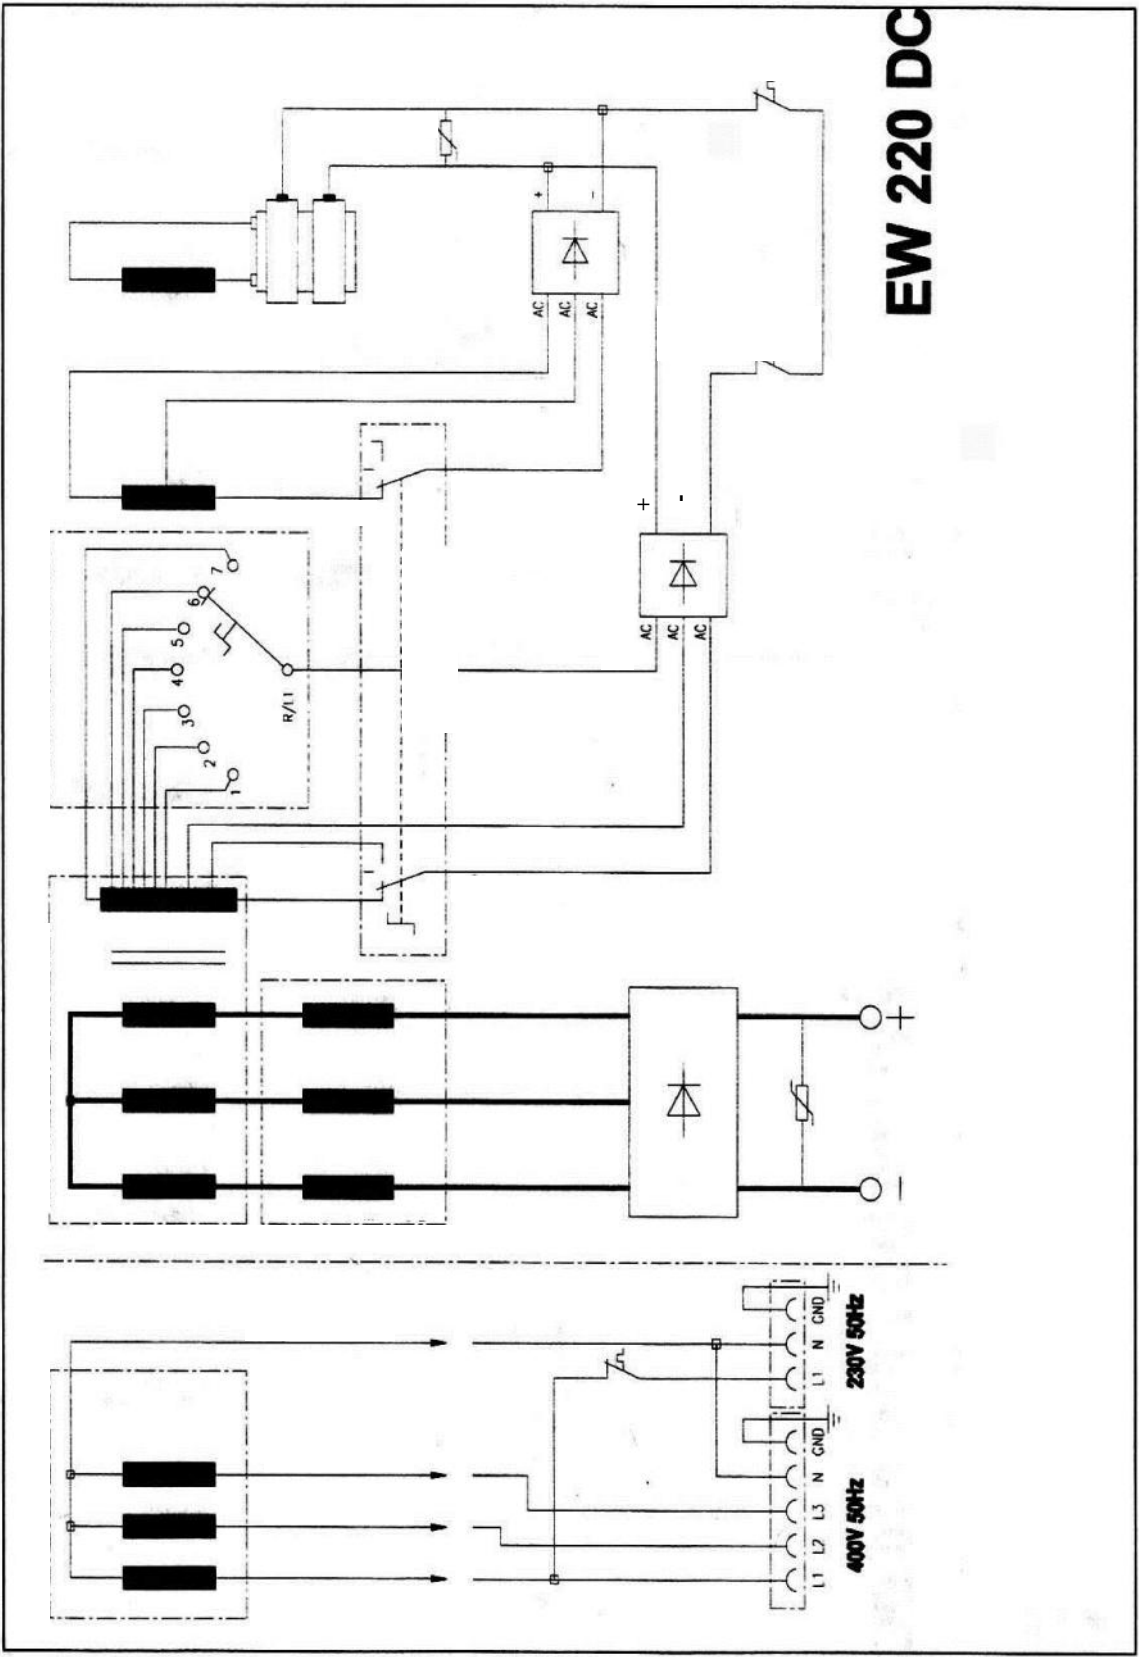 EW 220 DC
+ -
AC AC AC
+ -
AC AC AC
7
6
5
4
3
2
1
R/L1
+
-
GND
N
L1
230V 50Hz
GND
N
L3
L2
L1
400V 50Hz